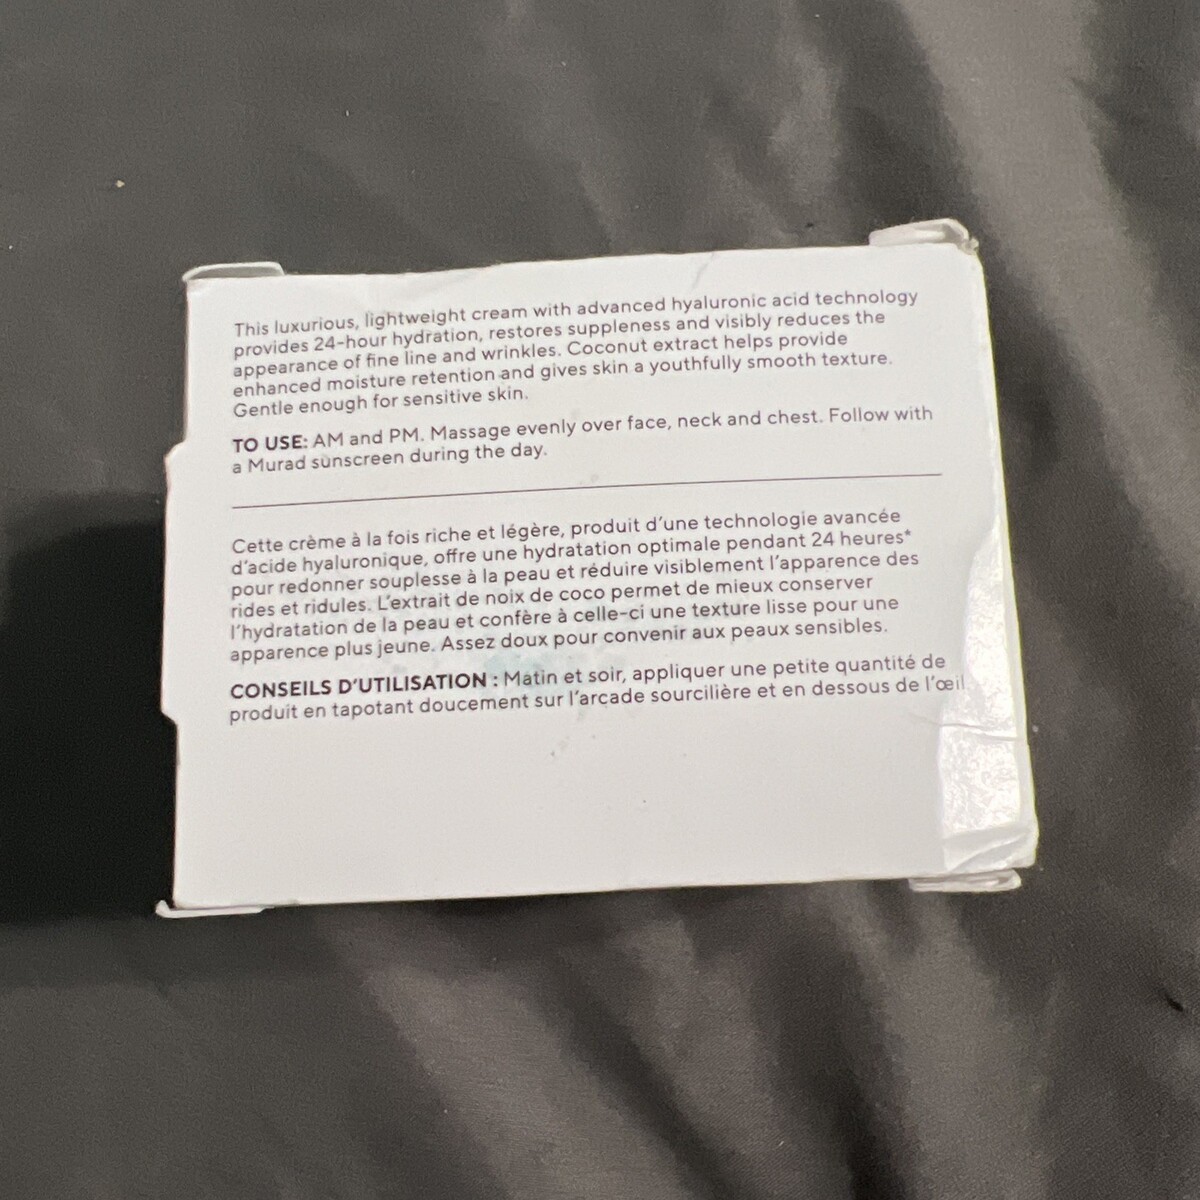 This luxurious, lightweight cream with advanced hyaluronic acid technology
provides 24-hour hydration, restores suppleness and visibly reduces the
appearance of fine line and wrinkles. Coconut extract helps provide
enhanced moisture retention and gives skin a youthfully smooth texture.
Gentle enough for sensitive skin.
TO USE: AM and PM. Massage evenly over face, neck and chest. Follow with
a Murad sunscreen during the day.
Cette crème à la fois riche et légère, produit d'une technologie avancée
d'acide hyaluronique, offre une hydratation optimale pendant 24 heures*
pour redonner souplesse à la peau et réduire visiblement l'apparence des
rides et ridules. L'extrait de noix de coco permet de mieux conserver
l'hydratation de la peau et confère à celle-ci une texture lisse pour une
apparence plus jeune. Assez doux pour convenir aux peaux sensibles.
CONSEILS D'UTILISATION : Matin et soir, appliquer une petite quantité de
produit en tapotant doucement sur l'arcade sourcilière et en dessous de l'œil.